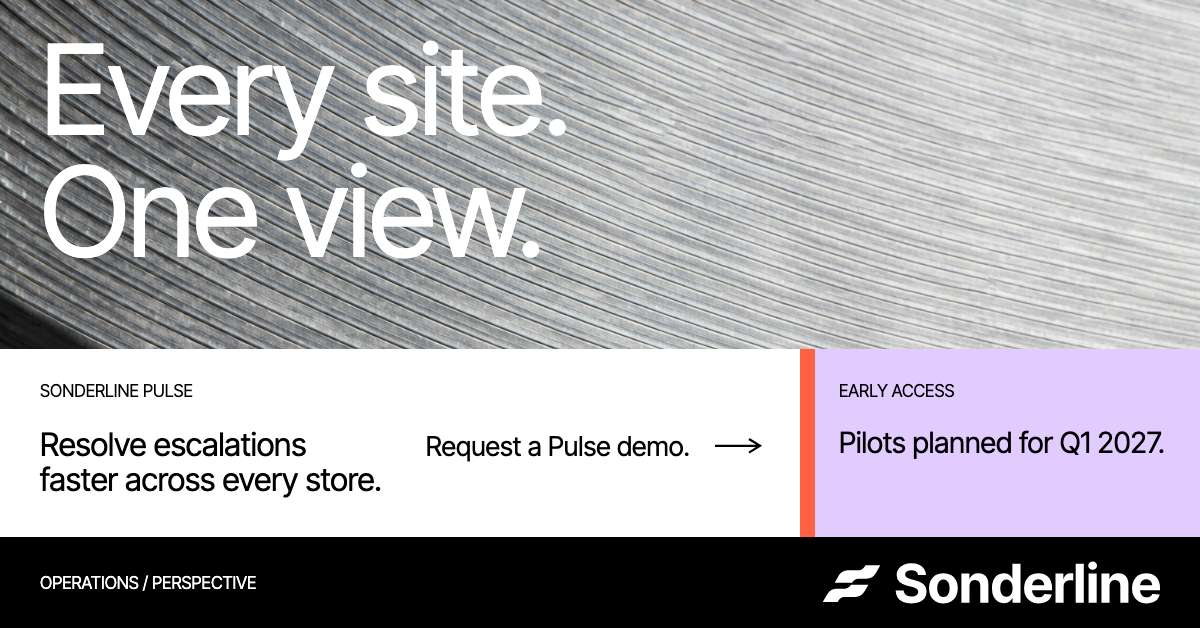 Every site.
One view.
SONDERLINE PULSE
Resolve escalations
faster across every store.
Request a Pulse demo.
EARLY ACCESS
Pilots planned for Q1 2027.
OPERATIONS / PERSPECTIVE
Sonderline